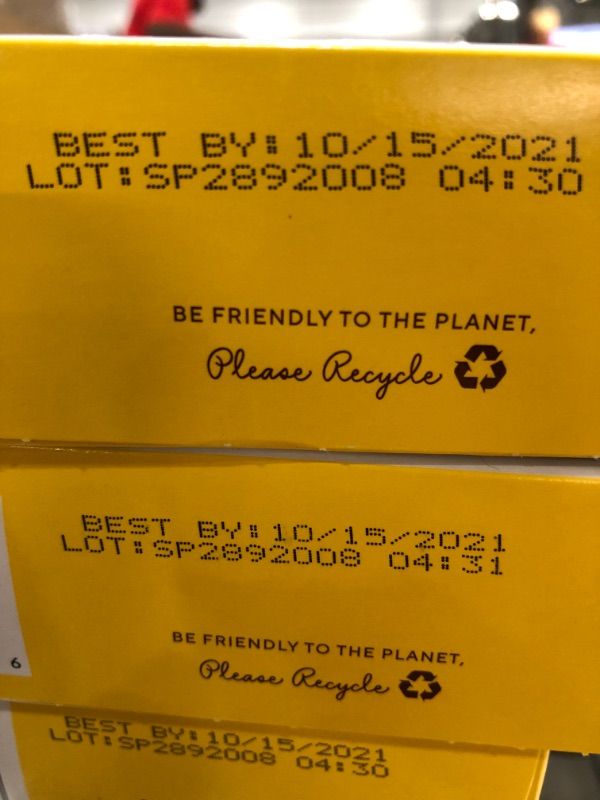 BEST BY: 10/15/2021
LOT: SP2892008 04:30
BE FRIENDLY TO THE PLANET,
Please Recycle
BEST BY: 10/15/2021
LOT: SP2892008 04:31
BE FRIENDLY TO THE PLANET,
Please Recycle
6
BEST BY: 10/15/2021
LOT: SP2892008 04:30